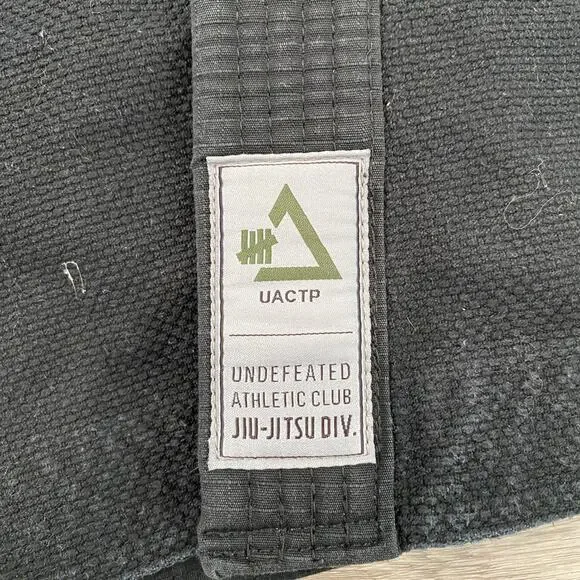 UACTP
UNDEFEATED
ATHLETIC CLUB
JIU-JITSU DIV.